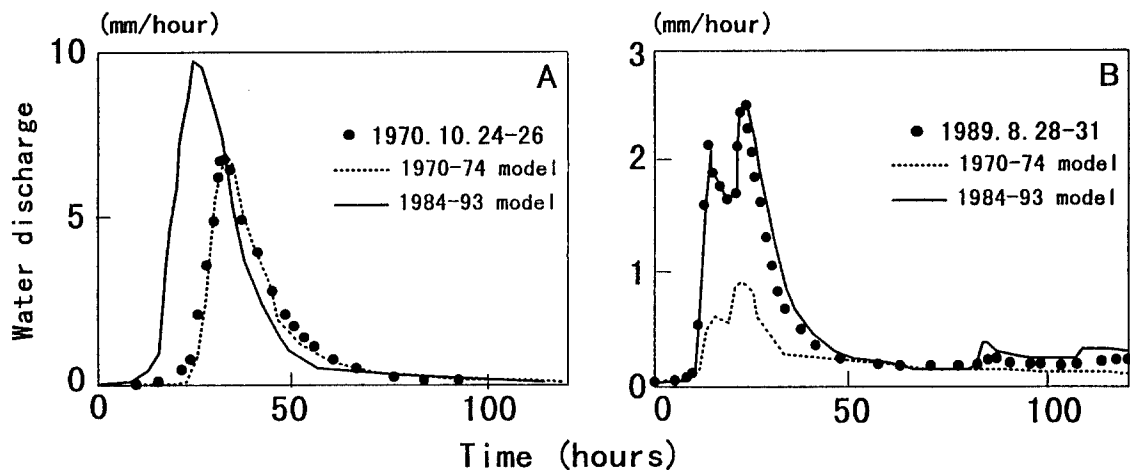 (mm/hour)
10
5
0
0
50
100
A
1970.10.24-26
1970-74 model
1984-93 model
Water discharge
(mm/hour)
3
2
1
0
0
50
100
B
1989.8.28-31
1970-74 model
1984-93 model
Time (hours)